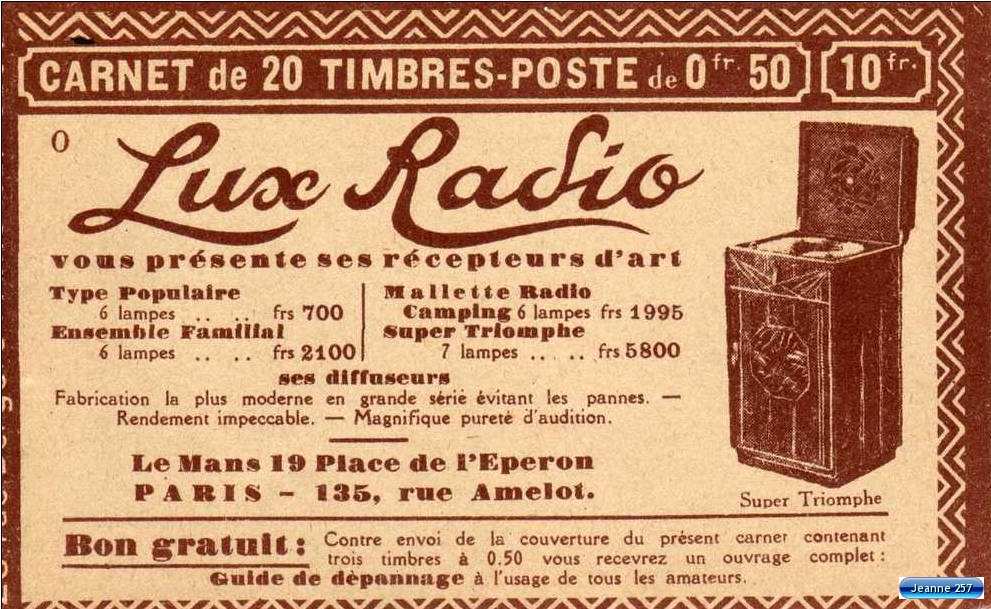 CARNET de 20 TIMBRES-POSTE de 0 fr. 50 10 fr.
O
Lux Radio
vous présente ses récepteurs d'art
Type Populaire
6 lampes .. .. frs 700
Ensemble Familial
6 lampes .. .. frs 2100
Mallette Radio
Camping 6 lampes frs 1995
Super Triomphe
7 lampes .. .. frs 5800
ses diffuseurs
Fabrication la plus moderne en grande série évitant les pannes. —
Rendement impeccable. — Magnifique pureté d'audition.
Le Mans 19 Place de l'Eperon
PARIS - 135, rue Amelot.
Super Triomphe
Bon gratuit : Contre envoi de la couverture du présent carnet contenant
trois timbres à 0.50 vous recevrez un ouvrage complet :
Guide de dépannage à l'usage de tous les amateurs.
Jeanne 257